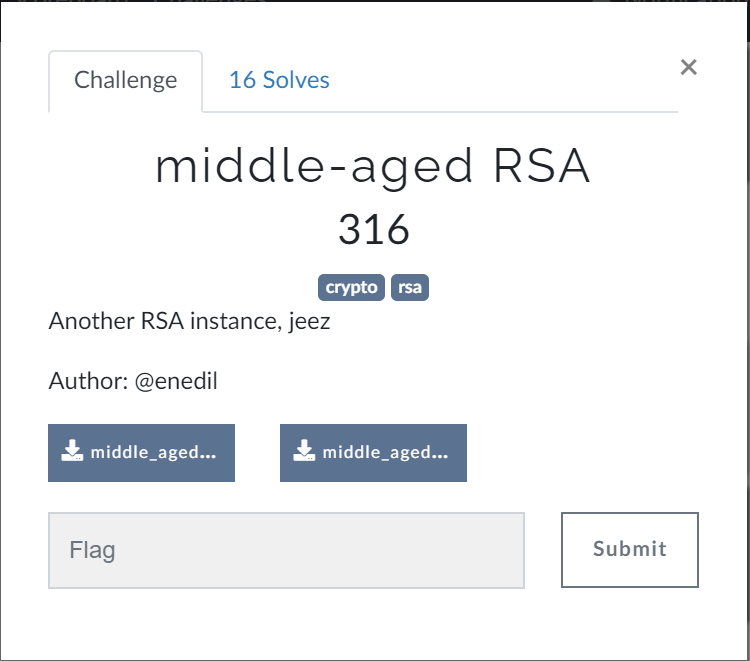 Challenge
16 Solves
×
middle-aged RSA
316
crypto rsa
Another RSA instance, jeez
Author: @enedil
middle_aged...
middle_aged...
Flag
Submit